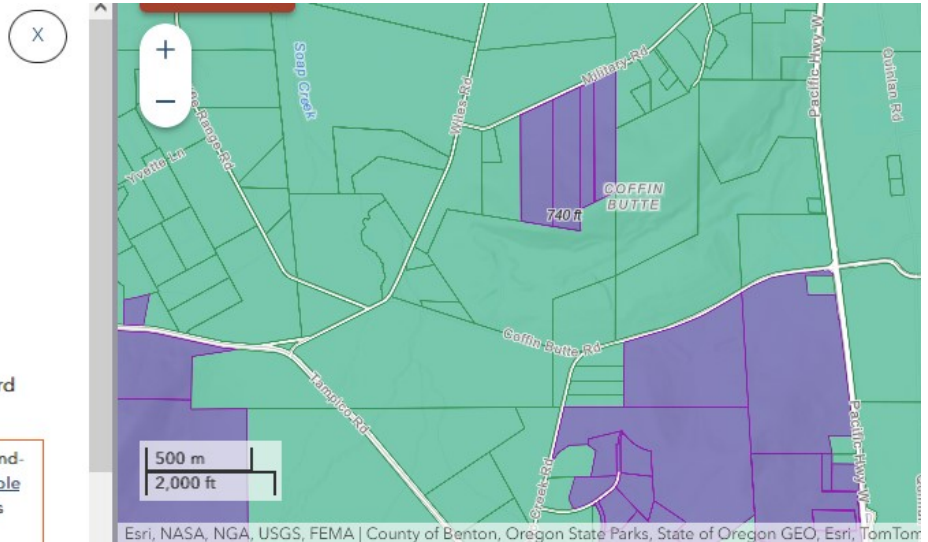 X
+
−
Soap Creek
Range Rd
Yvette Ln
Wiles Rd
Military Rd
Pacific Hwy W
Quinlan Rd
COFFIN
BUTTE
740 ft
Coffin Butte Rd
Tampico Rd
Creek Rd
Pacific Hwy W
rd
nd-
ple
s
500 m
2,000 ft
Esri, NASA, NGA, USGS, FEMA | County of Benton, Oregon State Parks, State of Oregon GEO, Esri, TomTom